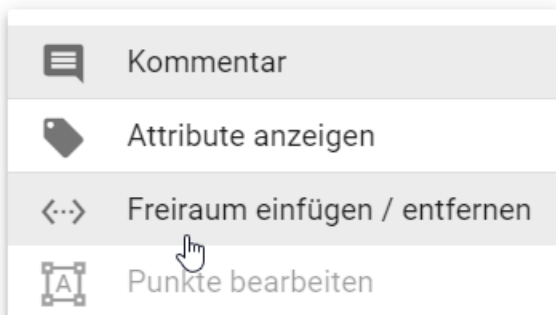 Kommentar
Attribute anzeigen
Freiraum einfügen / entfernen
A Punkte bearbeiten